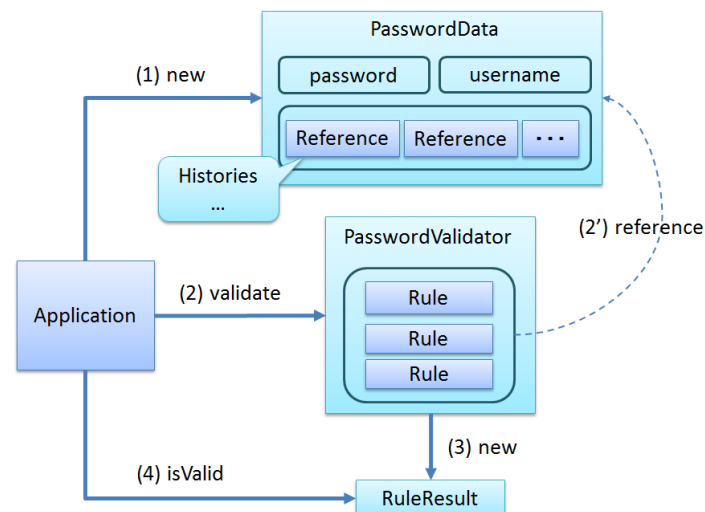 PasswordData
(1) new
password
username
Reference
Reference
･･･
Histories
...
(2') reference
PasswordValidator
(2) validate
Rule
Application
Rule
Rule
(3) new
(4) isValid
RuleResult